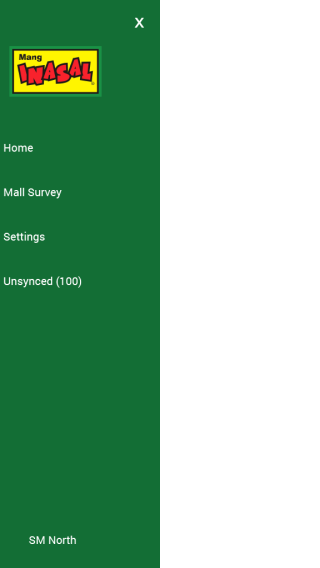 X
Mang
INASAL
Home
Mall Survey
Settings
Unsynced (100)
SM North